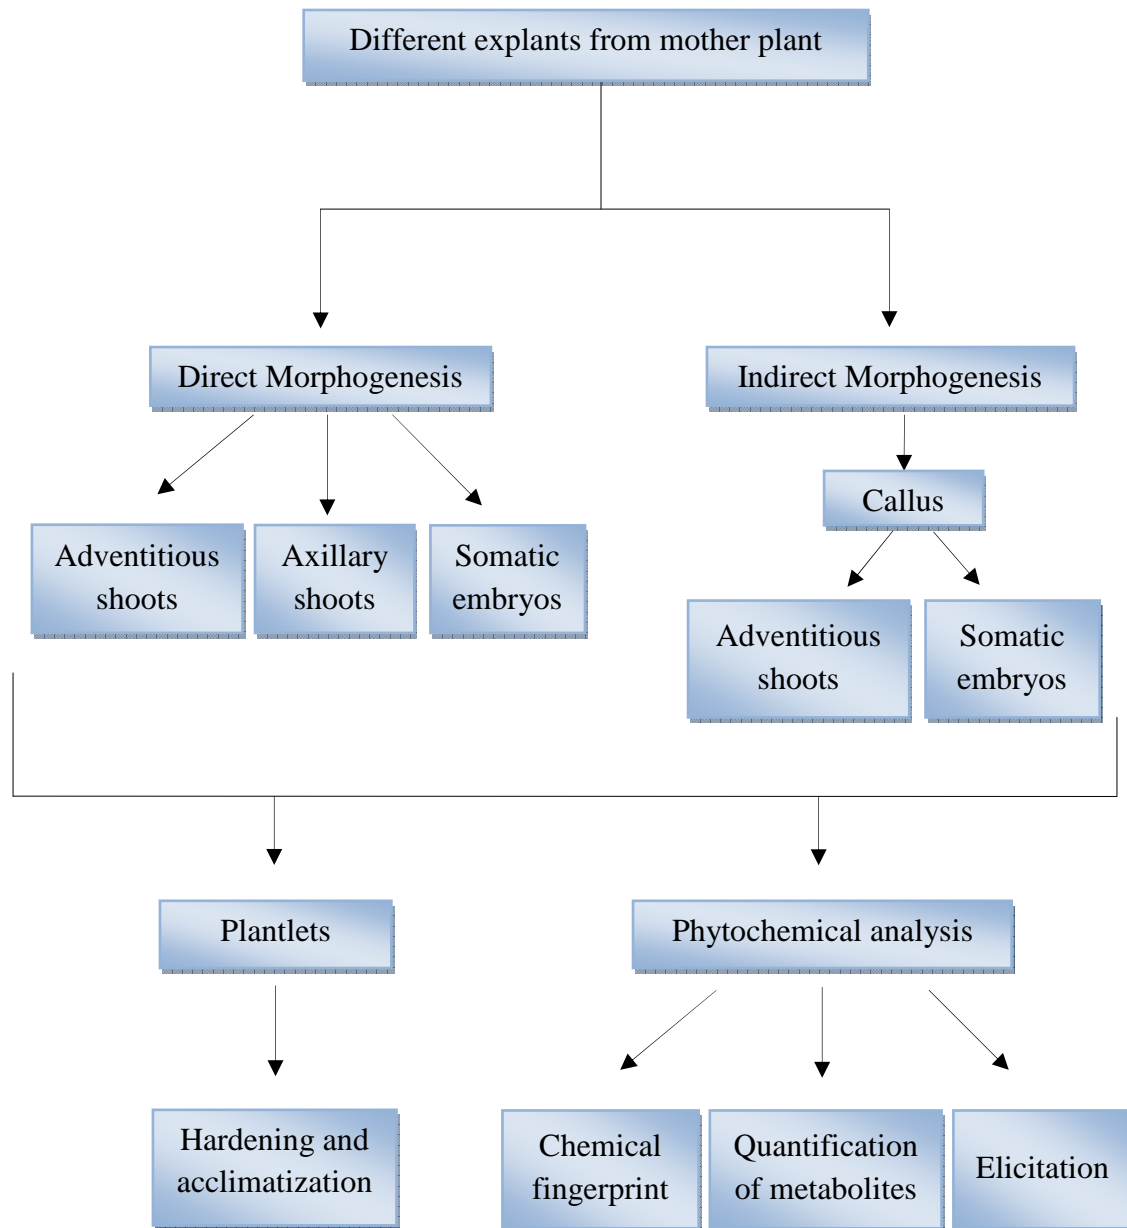 Different explants from mother plant
Direct Morphogenesis
Indirect Morphogenesis
Callus
Adventitious
shoots
Axillary
shoots
Somatic
embryos
Adventitious
shoots
Somatic
embryos
Plantlets
Phytochemical analysis
Hardening and
acclimatization
Chemical
fingerprint
Quantification
of metabolites
Elicitation